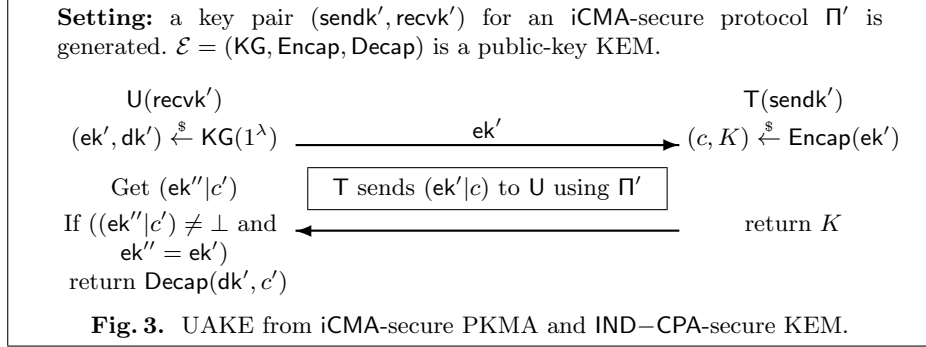 Setting: a key pair (sendk′, recvk′) for an iCMA-secure protocol Π′ is
generated. ℰ = (KG, Encap, Decap) is a public-key KEM.
U(recvk′) T(sendk′)
(ek′, dk′) ←$ KG(1^λ) ek′ (c, K) ←$ Encap(ek′)
Get (ek″|c′) T sends (ek′|c) to U using Π′
If ((ek″|c′) ≠ ⊥ and return K
ek″ = ek′)
return Decap(dk′, c′)
Fig. 3. UAKE from iCMA-secure PKMA and IND−CPA-secure KEM.